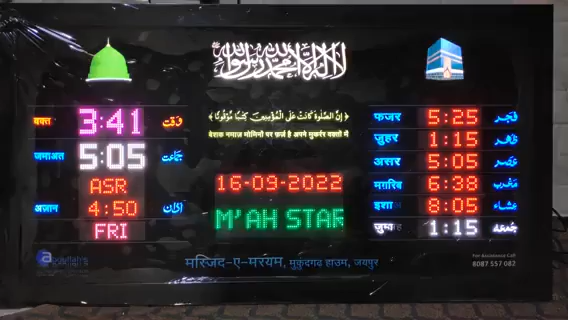 لا إله إلا الله محمد رسول الله
﴿ إِنَّ الصَّلَوٰةَ كَانَتْ عَلَى الْمُؤْمِنِينَ كِتٰبًا مَّوْقُوتًا ﴾
बेशक नमाज़ मोमिनों पर फ़र्ज़ है अपने मुक़र्रर वक्तों में
वक्त 3:41 وقت
जमाअत 5:05 جماعت
ASR
अज़ान 4:50 اذان
FRI
16-09-2022
M'AH STAR
फजर 5:25 فجر
जुहर 1:15 ظہر
असर 5:05 عصر
मग़रिब 6:38 مغرب
इशा 8:05 عشاء
जुमा 1:15 جمعہ
मस्जिद-ए-मरयम, मुकुंदगढ़ हाउस, जयपुर
For Assistance Call
8087 557 082